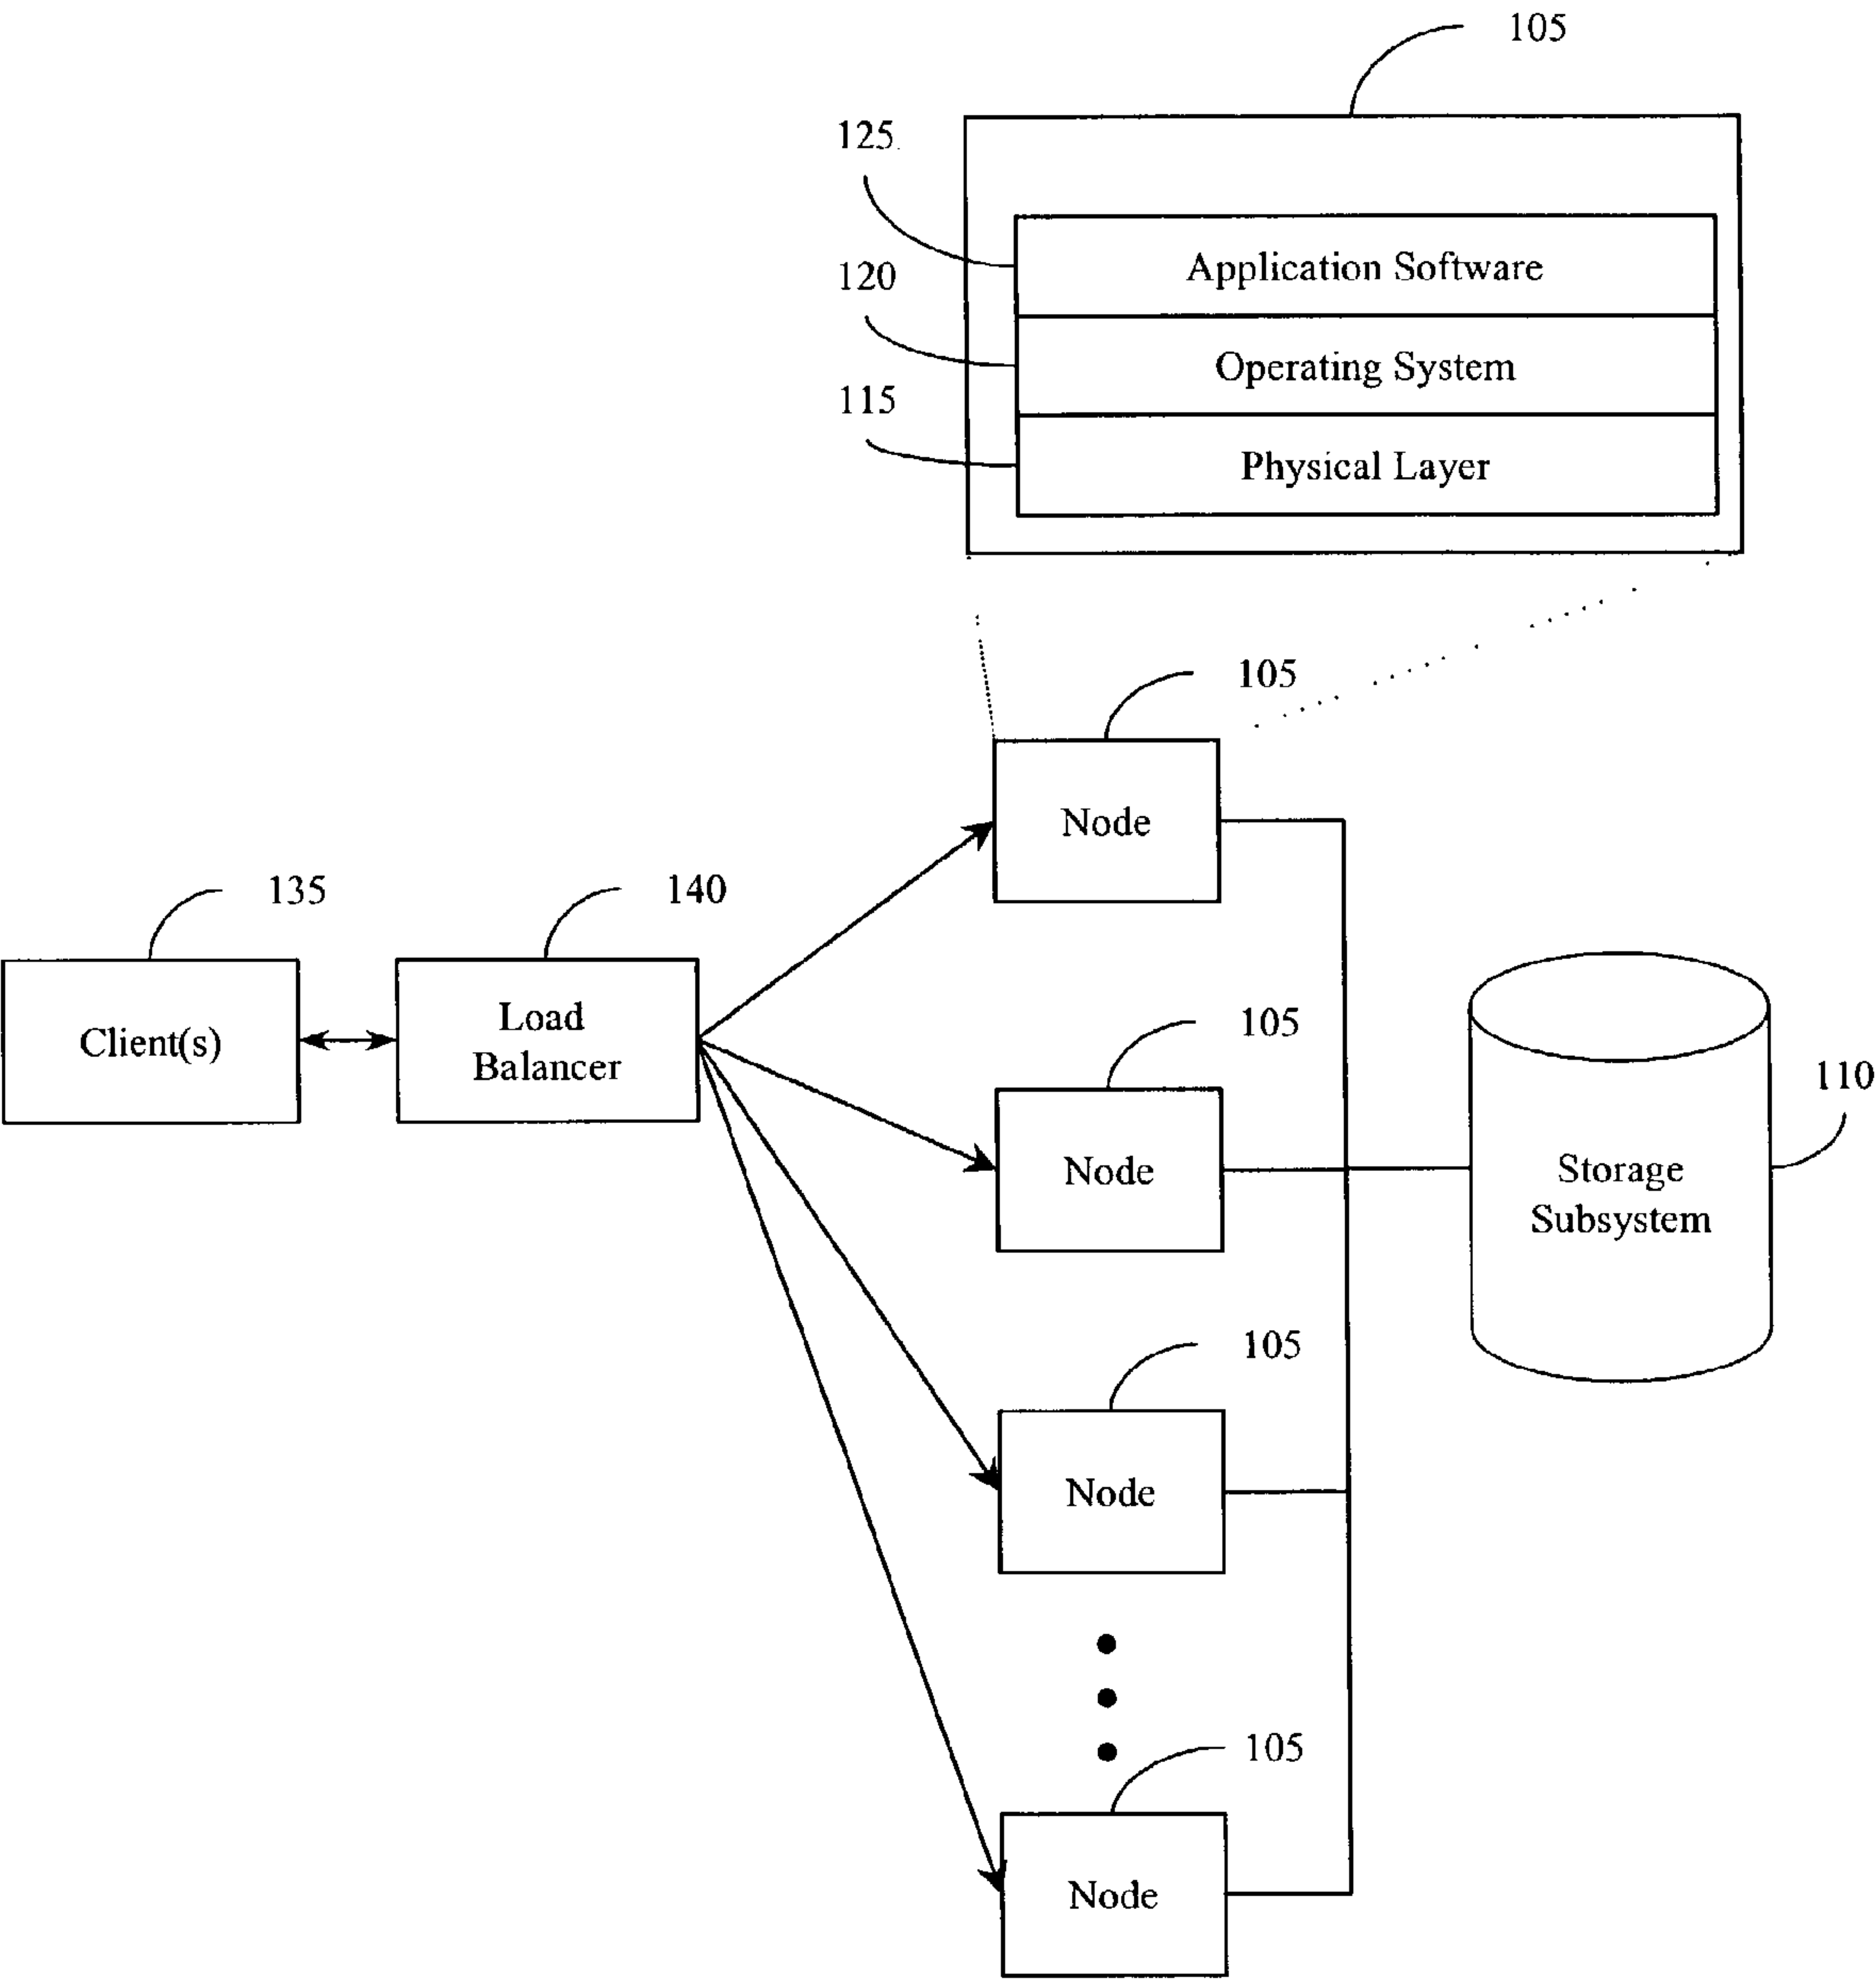 105
125
Application Software
120
Operating System
115
Physical Layer
105
Node
135
140
Client(s)
Load
Balancer
105
Node
110
Storage
Subsystem
105
Node
105
Node